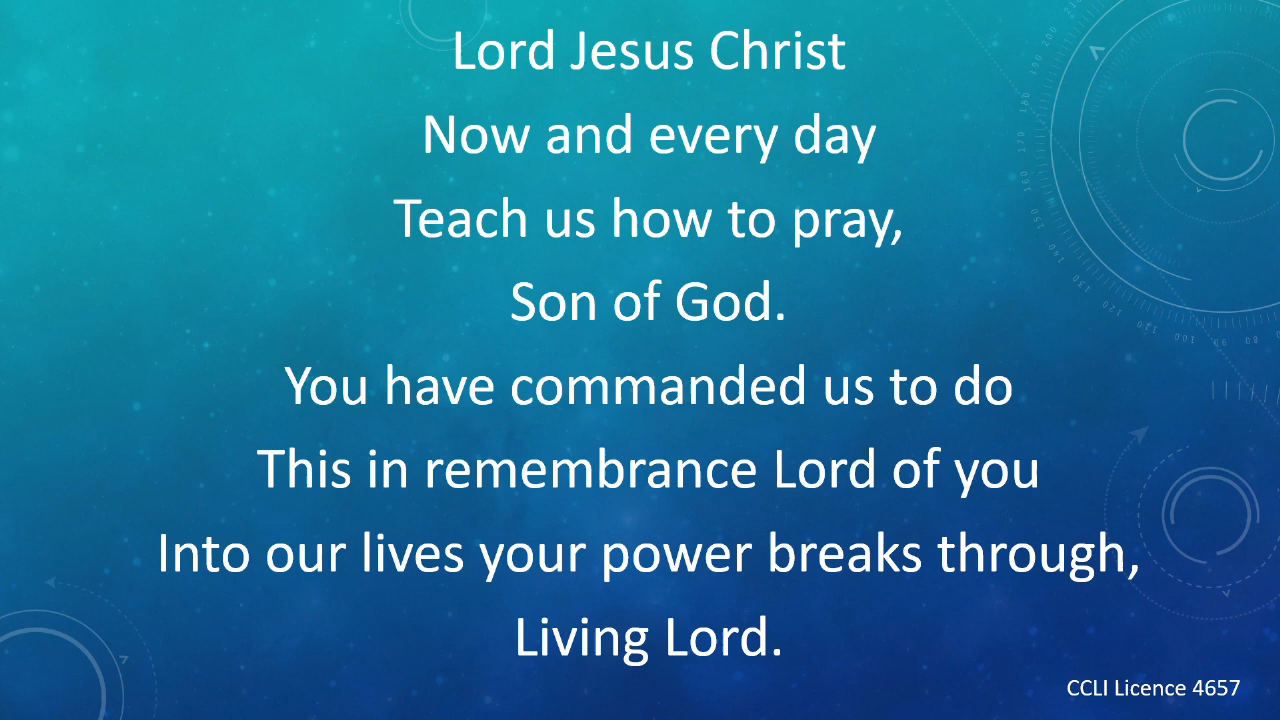 Lord Jesus Christ
Now and every day
Teach us how to pray,
Son of God.
You have commanded us to do
This in remembrance Lord of you
Into our lives your power breaks through,
Living Lord.
CCLI Licence 4657